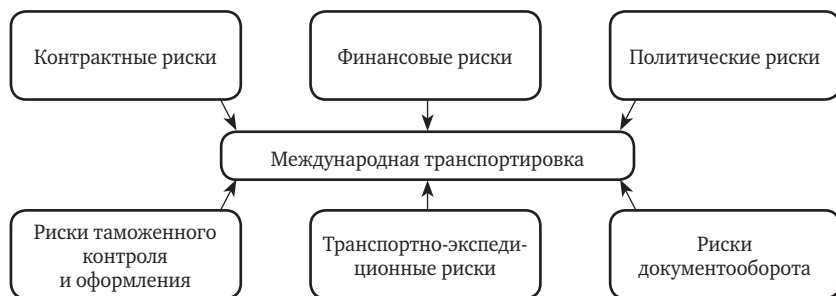 Контрактные риски
Финансовые риски
Политические риски
Международная транспортировка
Риски таможенного
контроля
и оформления
Транспортно-экспеди-
ционные риски
Риски
документооборота